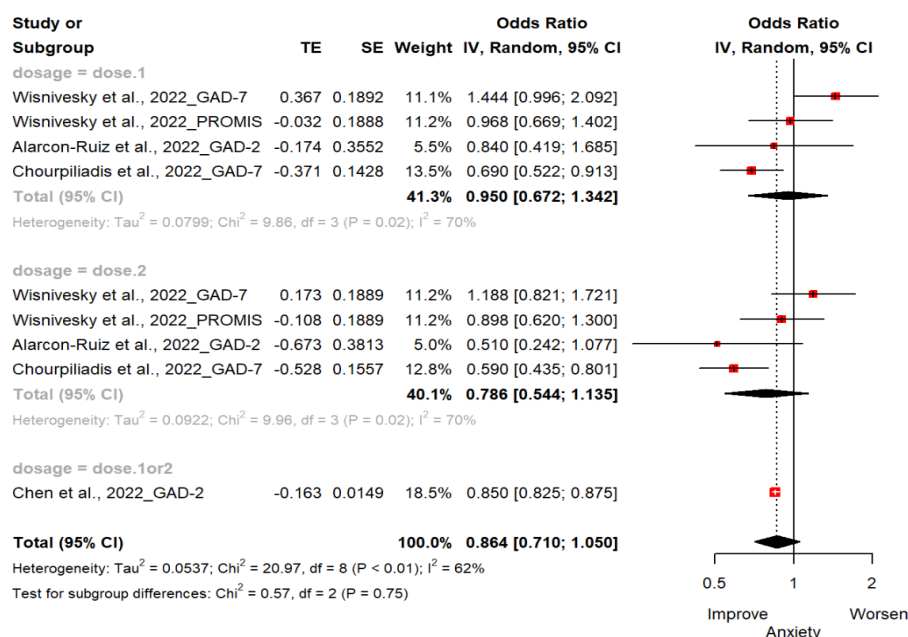 Study or Odds Ratio Odds Ratio
Subgroup TE SE Weight IV, Random, 95% CI IV, Random, 95% CI
dosage = dose.1
Wisnivesky et al., 2022_GAD-7 0.367 0.1892 11.1% 1.444 [0.996; 2.092]
Wisnivesky et al., 2022_PROMIS -0.032 0.1888 11.2% 0.968 [0.669; 1.402]
Alarcon-Ruiz et al., 2022_GAD-2 -0.174 0.3552 5.5% 0.840 [0.419; 1.685]
Chourpiliadis et al., 2022_GAD-7 -0.371 0.1428 13.5% 0.690 [0.522; 0.913]
Total (95% CI) 41.3% 0.950 [0.672; 1.342]
Heterogeneity: Tau² = 0.0799; Chi² = 9.86, df = 3 (P = 0.02); I² = 70%
dosage = dose.2
Wisnivesky et al., 2022_GAD-7 0.173 0.1889 11.2% 1.188 [0.821; 1.721]
Wisnivesky et al., 2022_PROMIS -0.108 0.1889 11.2% 0.898 [0.620; 1.300]
Alarcon-Ruiz et al., 2022_GAD-2 -0.673 0.3813 5.0% 0.510 [0.242; 1.077]
Chourpiliadis et al., 2022_GAD-7 -0.528 0.1557 12.8% 0.590 [0.435; 0.801]
Total (95% CI) 40.1% 0.786 [0.544; 1.135]
Heterogeneity: Tau² = 0.0922; Chi² = 9.96, df = 3 (P = 0.02); I² = 70%
dosage = dose.1or2
Chen et al., 2022_GAD-2 -0.163 0.0149 18.5% 0.850 [0.825; 0.875]
Total (95% CI) 100.0% 0.864 [0.710; 1.050]
Heterogeneity: Tau² = 0.0537; Chi² = 20.97, df = 8 (P < 0.01); I² = 62%
Test for subgroup differences: Chi² = 0.57, df = 2 (P = 0.75)
0.5 1 2
Improve Worsen
Anxiety